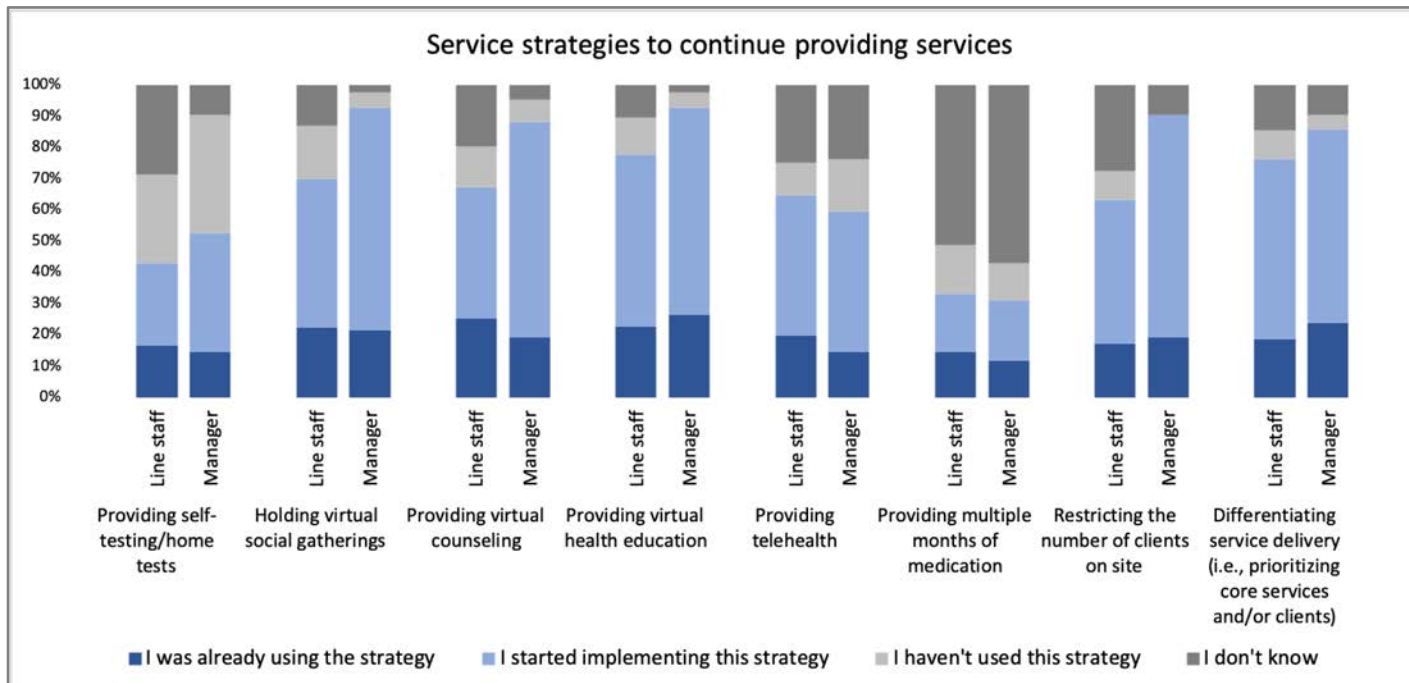 Service strategies to continue providing services
100%
90%
80%
70%
60%
50%
40%
30%
20%
10%
0%
Line staff
Manager
Line staff
Manager
Line staff
Manager
Line staff
Manager
Line staff
Manager
Line staff
Manager
Line staff
Manager
Line staff
Manager
Providing self-
testing/home
tests
Holding virtual
social gatherings
Providing virtual
counseling
Providing virtual
health education
Providing
telehealth
Providing multiple
months of
medication
Restricting the
number of clients
on site
Differentiating
service delivery
(i.e., prioritizing
core services
and/or clients)
I was already using the strategy
I started implementing this strategy
I haven't used this strategy
I don't know